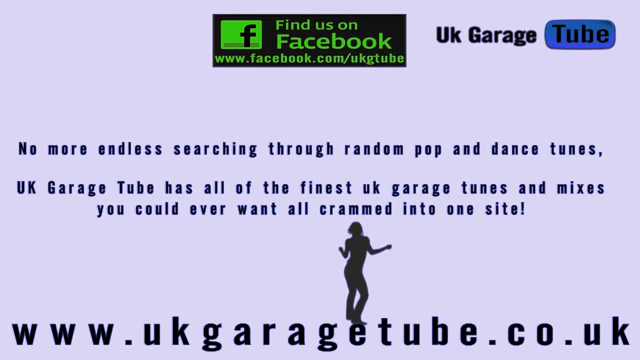 Find us on
Facebook
www.facebook.com/ukgtube
Uk Garage Tube
No more endless searching through random pop and dance tunes,
UK Garage Tube has all of the finest uk garage tunes and mixes
you could ever want all crammed into one site!
www.ukgaragetube.co.uk